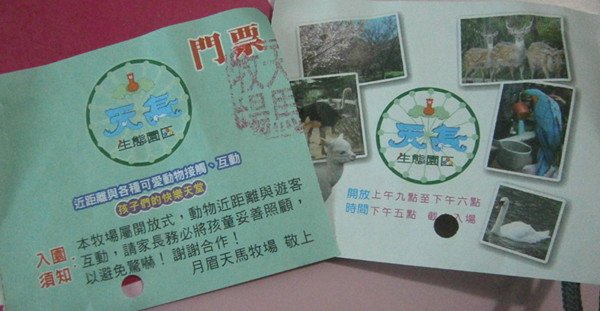 門票
天馬
牧場
天長
生態園區
近距離與各種可愛動物接觸、互動
孩子們的快樂天堂
入園須知：
本牧場屬開放式，動物近距離與遊客
互動，請家長務必將孩童妥善照顧，
以避免驚嚇！謝謝合作！
月眉天馬牧場 敬上
天長
生態園區
開放時間
上午九點至下午六點
下午五點 截 入場